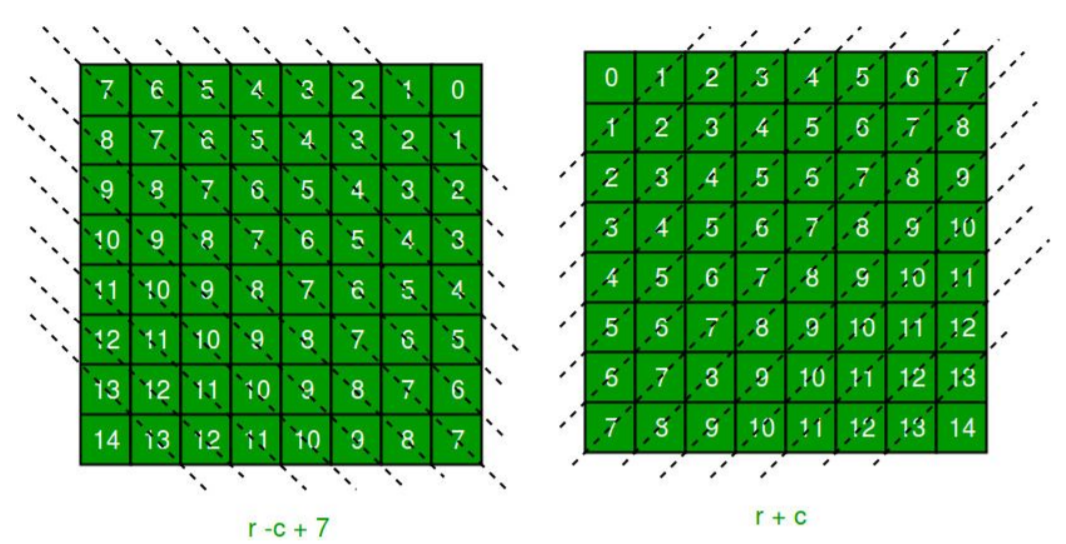 7 6 5 4 3 2 1 0
8 7 6 5 4 3 2 1
9 8 7 6 5 4 3 2
10 9 8 7 6 5 4 3
11 10 9 8 7 6 5 4
12 11 10 9 8 7 6 5
13 12 11 10 9 8 7 6
14 13 12 11 10 9 8 7
r -c + 7
0 1 2 3 4 5 6 7
1 2 3 4 5 6 7 8
2 3 4 5 6 7 8 9
3 4 5 6 7 8 9 10
4 5 6 7 8 9 10 11
5 6 7 8 9 10 11 12
6 7 8 9 10 11 12 13
7 8 9 10 11 12 13 14
r + c